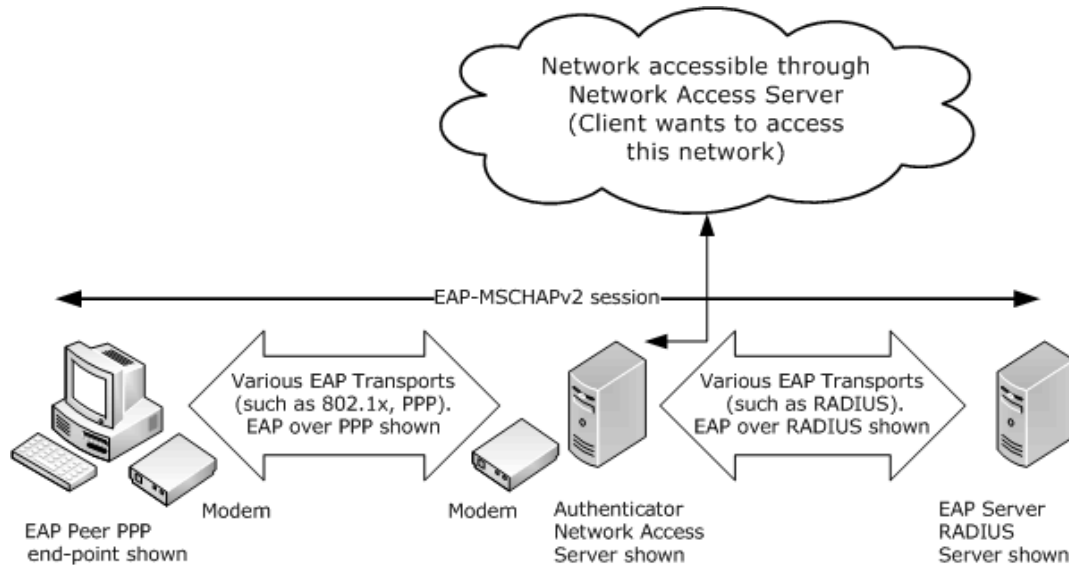 Network accessible through
Network Access Server
(Client wants to access
this network)
EAP-MSCHAPv2 session
Various EAP Transports
(such as 802.1x, PPP).
EAP over PPP shown
Various EAP Transports
(such as RADIUS).
EAP over RADIUS shown
Modem
Modem
EAP Peer PPP
end-point shown
Authenticator
Network Access
Server shown
EAP Server
RADIUS
Server shown